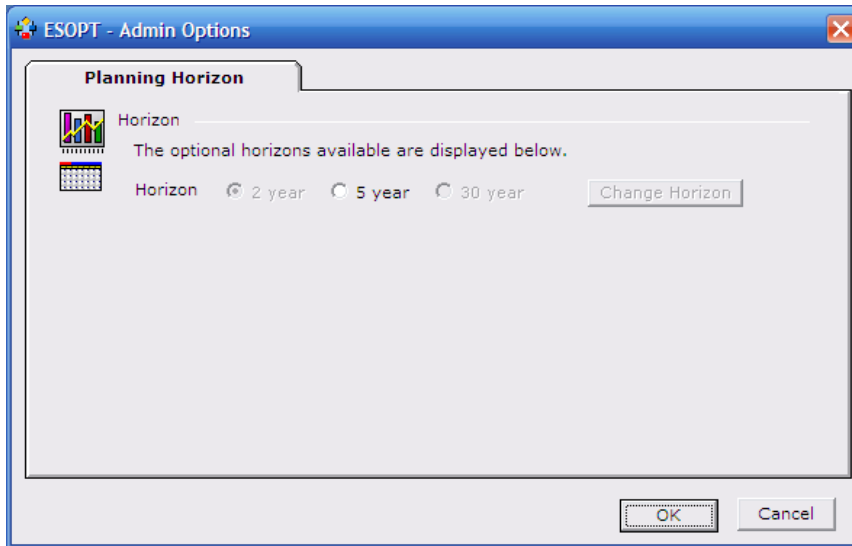 ESOPT - Admin Options
Planning Horizon
Horizon
The optional horizons available are displayed below.
Horizon 2 year 5 year 30 year Change Horizon
OK Cancel